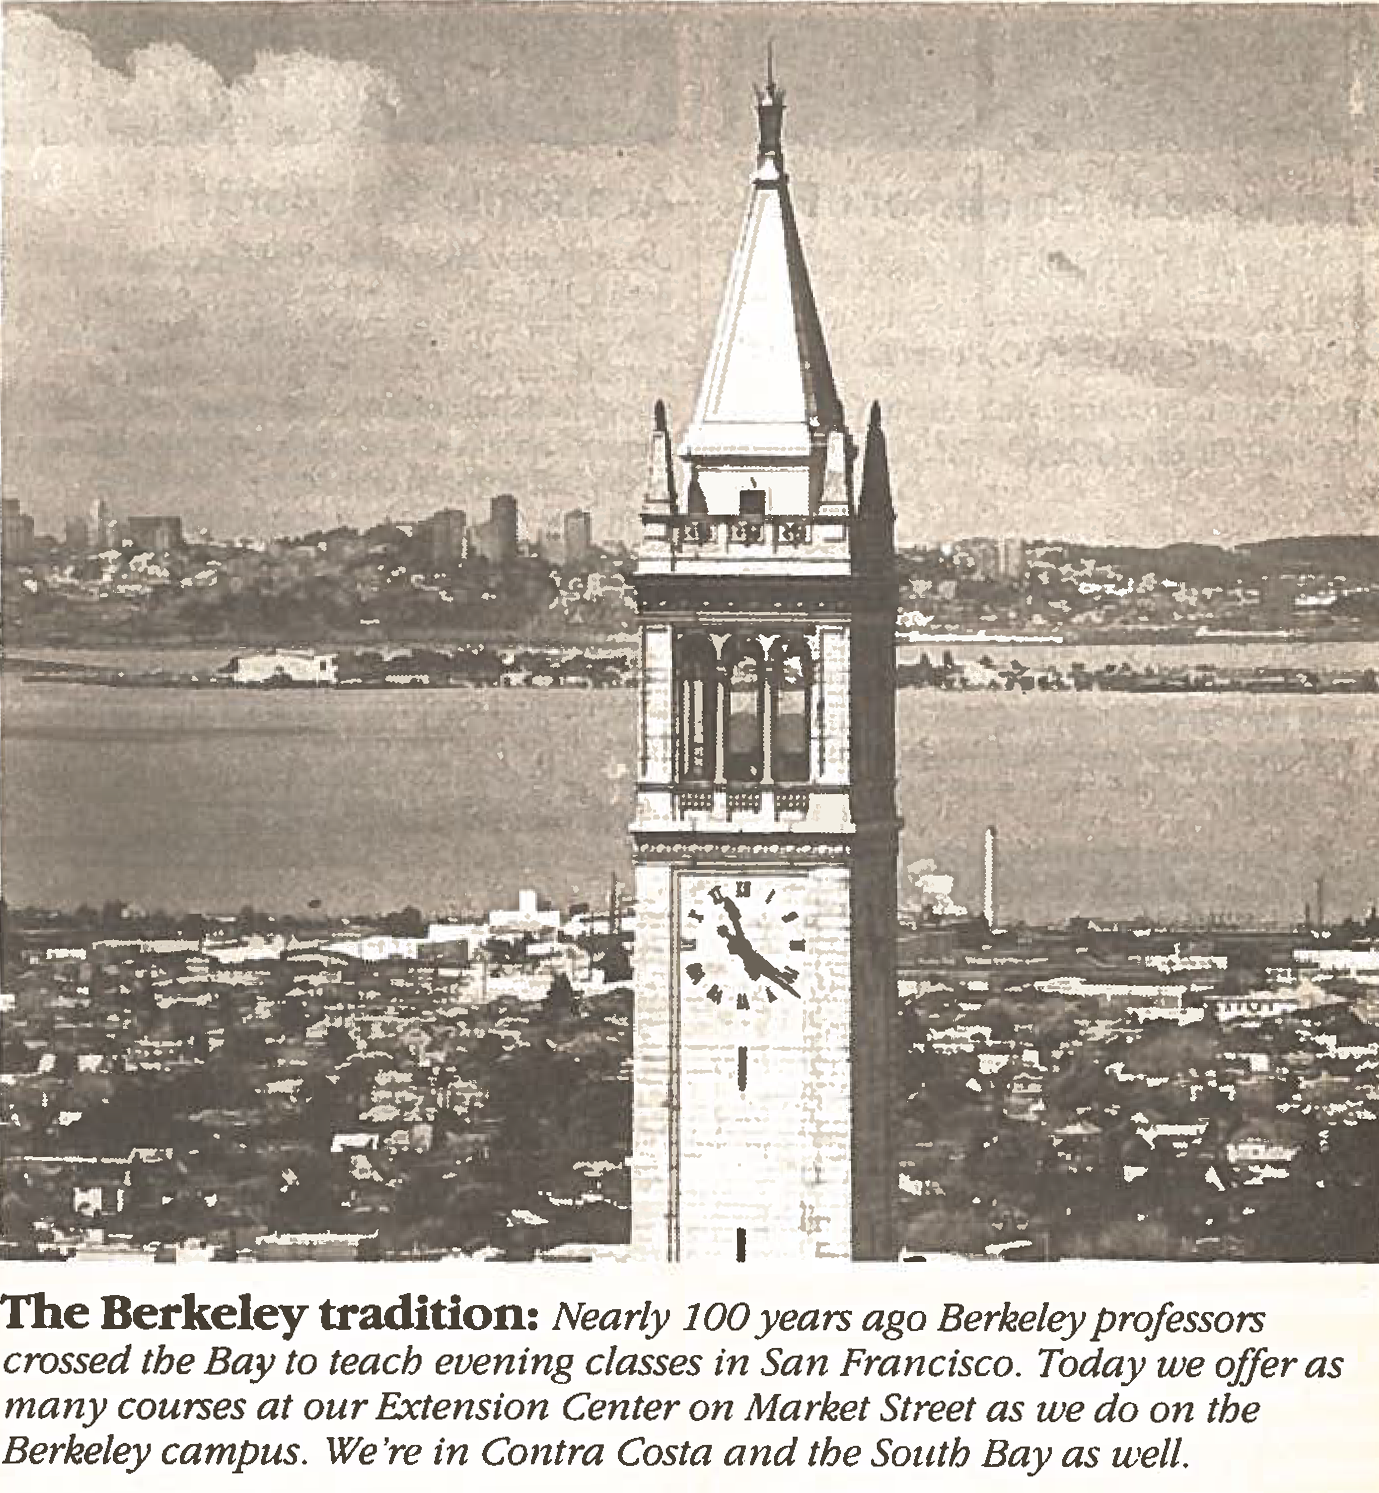 The Berkeley tradition: Nearly 100 years ago Berkeley professors
crossed the Bay to teach evening classes in San Francisco. Today we offer as
many courses at our Extension Center on Market Street as we do on the
Berkeley campus. We're in Contra Costa and the South Bay as well.